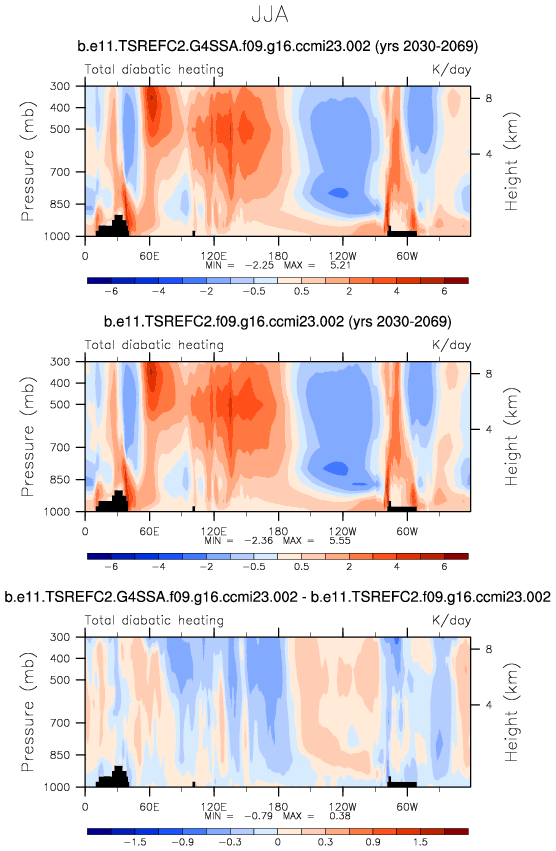 JJA
b.e11.TSREFC2.G4SSA.f09.g16.ccmi23.002 (yrs 2030-2069)
Total diabatic heating K/day
Pressure (mb)
300
400
500
700
850
1000
8
4
Height (km)
0 60E 120E 180 120W 60W
MIN = -2.25 MAX = 5.21
-6 -4 -2 -0.5 0.5 2 4 6
b.e11.TSREFC2.f09.g16.ccmi23.002 (yrs 2030-2069)
Total diabatic heating K/day
Pressure (mb)
300
400
500
700
850
1000
8
4
Height (km)
0 60E 120E 180 120W 60W
MIN = -2.36 MAX = 5.55
-6 -4 -2 -0.5 0.5 2 4 6
b.e11.TSREFC2.G4SSA.f09.g16.ccmi23.002 - b.e11.TSREFC2.f09.g16.ccmi23.002
Total diabatic heating K/day
Pressure (mb)
300
400
500
700
850
1000
8
4
Height (km)
0 60E 120E 180 120W 60W
MIN = -0.79 MAX = 0.38
-1.5 -0.9 -0.3 0 0.3 0.9 1.5